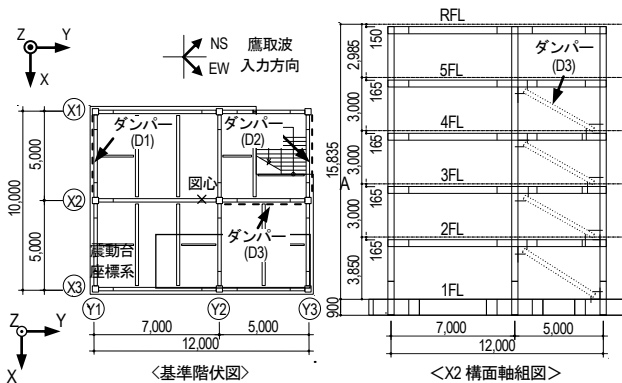 Z Y X
NS 鷹取波
EW 入力方向
X1
ダンパー
(D1)
ダンパー
(D2)
5,000
10,000
X2
図心
5,000
ダンパー
(D3)
震動台
座標系
X3
Z Y X
Y1 Y2 Y3
7,000 5,000
12,000
<基準階伏図>
RFL
150
2,985
ダンパー
(D3)
5FL
165
3,000
4FL
165
15,835
3,000
A
3FL
165
3,000
2FL
165
3,850
1FL
900
7,000 5,000
12,000
<X2 構面軸組図>